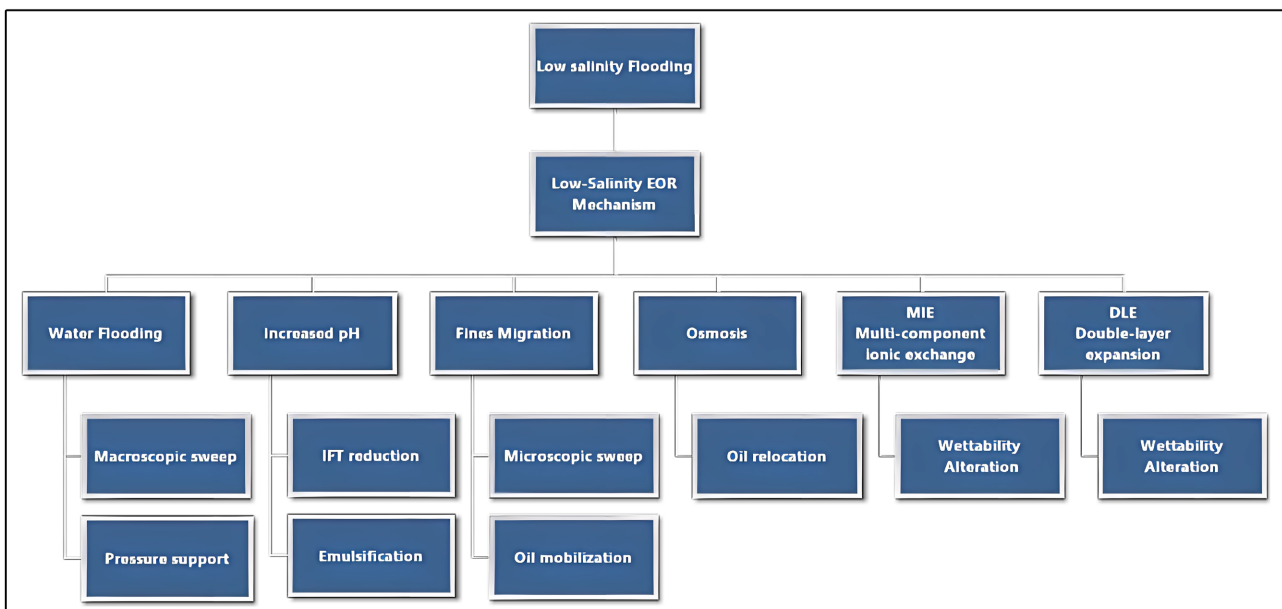 Low salinity Flooding
Low-Salinity EOR
Mechanism
Water Flooding
Increased pH
Fines Migration
Osmosis
MIE
Multi-component
ionic exchange
DLE
Double-layer
expansion
Macroscopic sweep
IFT reduction
Microscopic sweep
Oil relocation
Wettability
Alteration
Wettability
Alteration
Pressure support
Emulsification
Oil mobilization